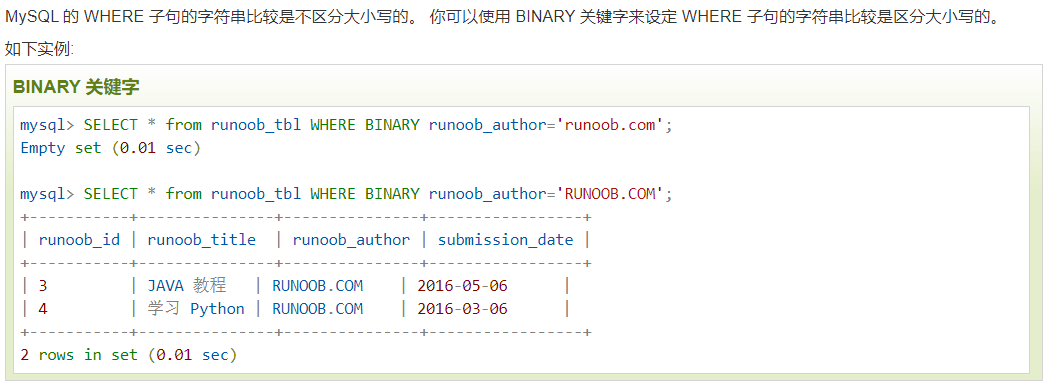 MySQL 的 WHERE 子句的字符串比较是不区分大小写的。 你可以使用 BINARY 关键字来设定 WHERE 子句的字符串比较是区分大小写的。
如下实例:
BINARY 关键字
mysql> SELECT * from runoob_tbl WHERE BINARY runoob_author='runoob.com';
Empty set (0.01 sec)
mysql> SELECT * from runoob_tbl WHERE BINARY runoob_author='RUNOOB.COM';
+-----------+---------------+---------------+-----------------+
| runoob_id | runoob_title  | runoob_author | submission_date |
+-----------+---------------+---------------+-----------------+
| 3         | JAVA 教程   | RUNOOB.COM    | 2016-05-06      |
| 4         | 学习 Python | RUNOOB.COM    | 2016-03-06      |
+-----------+---------------+---------------+-----------------+
2 rows in set (0.01 sec)